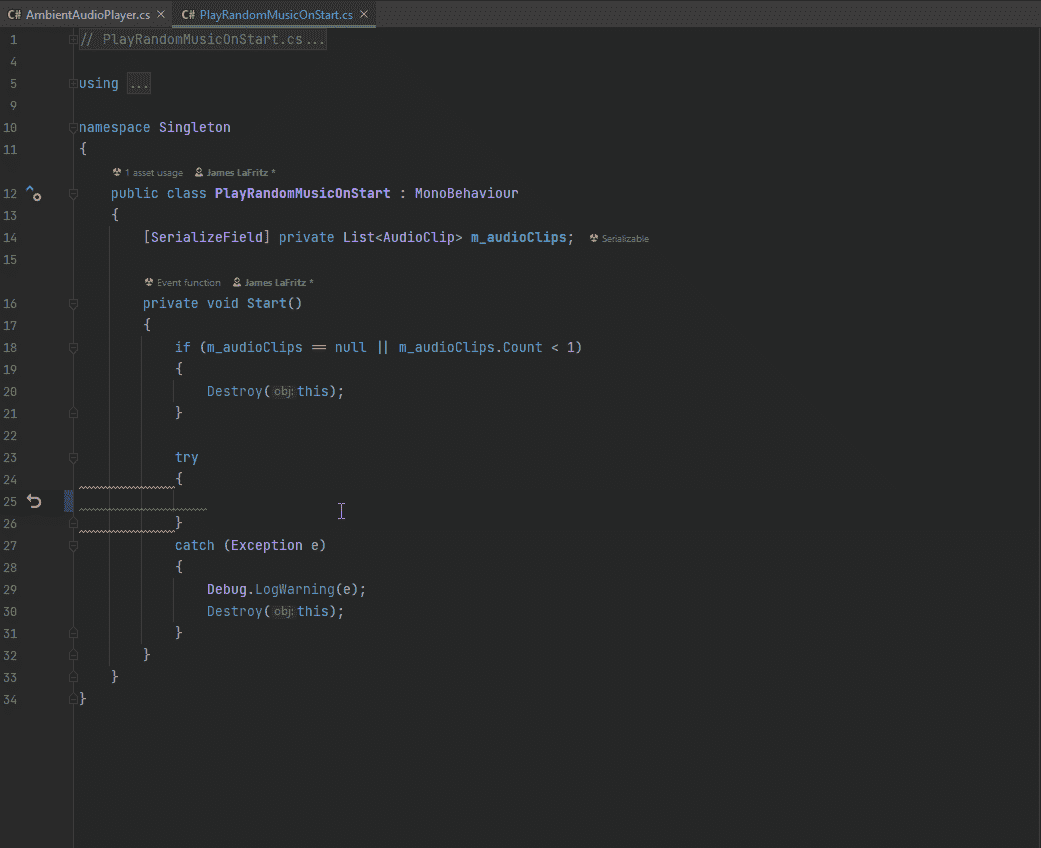 C# AmbientAudioPlayer.cs × C# PlayRandomMusicOnStart.cs ×
1 // PlayRandomMusicOnStart.cs...
4
5 using ...
9
10 namespace Singleton
11 {
1 asset usage James LaFritz *
12 public class PlayRandomMusicOnStart : MonoBehaviour
13 {
14 [SerializeField] private List<AudioClip> m_audioClips; Serializable
15
Event function James LaFritz *
16 private void Start()
17 {
18 if (m_audioClips == null || m_audioClips.Count < 1)
19 {
20 Destroy(obj: this);
21 }
22
23 try
24 {
25
26 }
27 catch (Exception e)
28 {
29 Debug.LogWarning(e);
30 Destroy(obj: this);
31 }
32 }
33 }
34 }